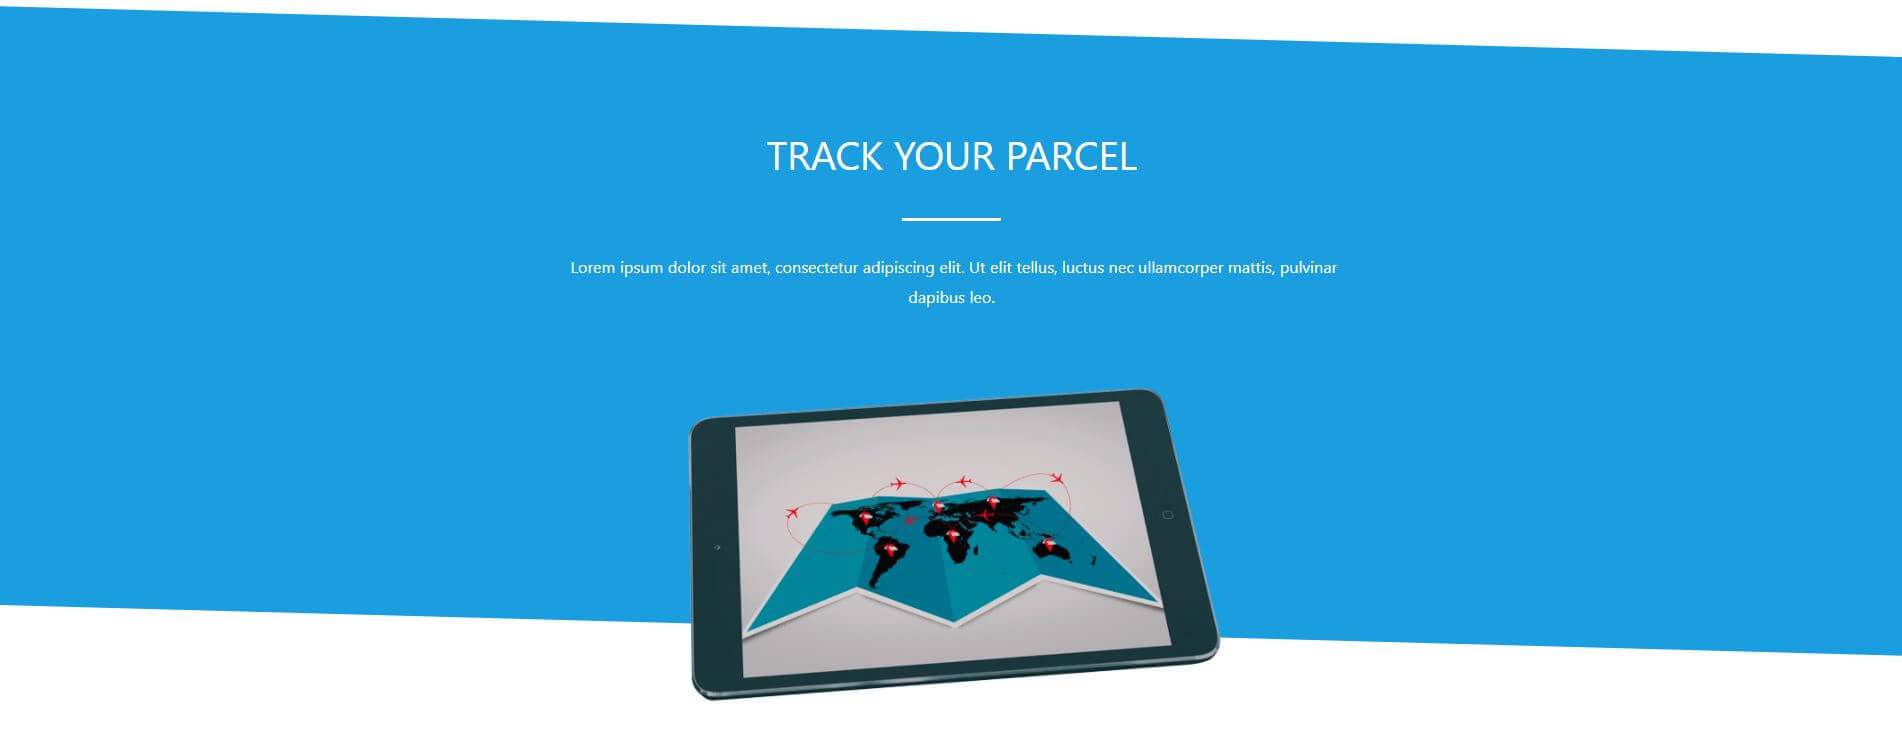 TRACK YOUR PARCEL
Lorem ipsum dolor sit amet, consectetur adipiscing elit. Ut elit tellus, luctus nec ullamcorper mattis, pulvinar
dapibus leo.